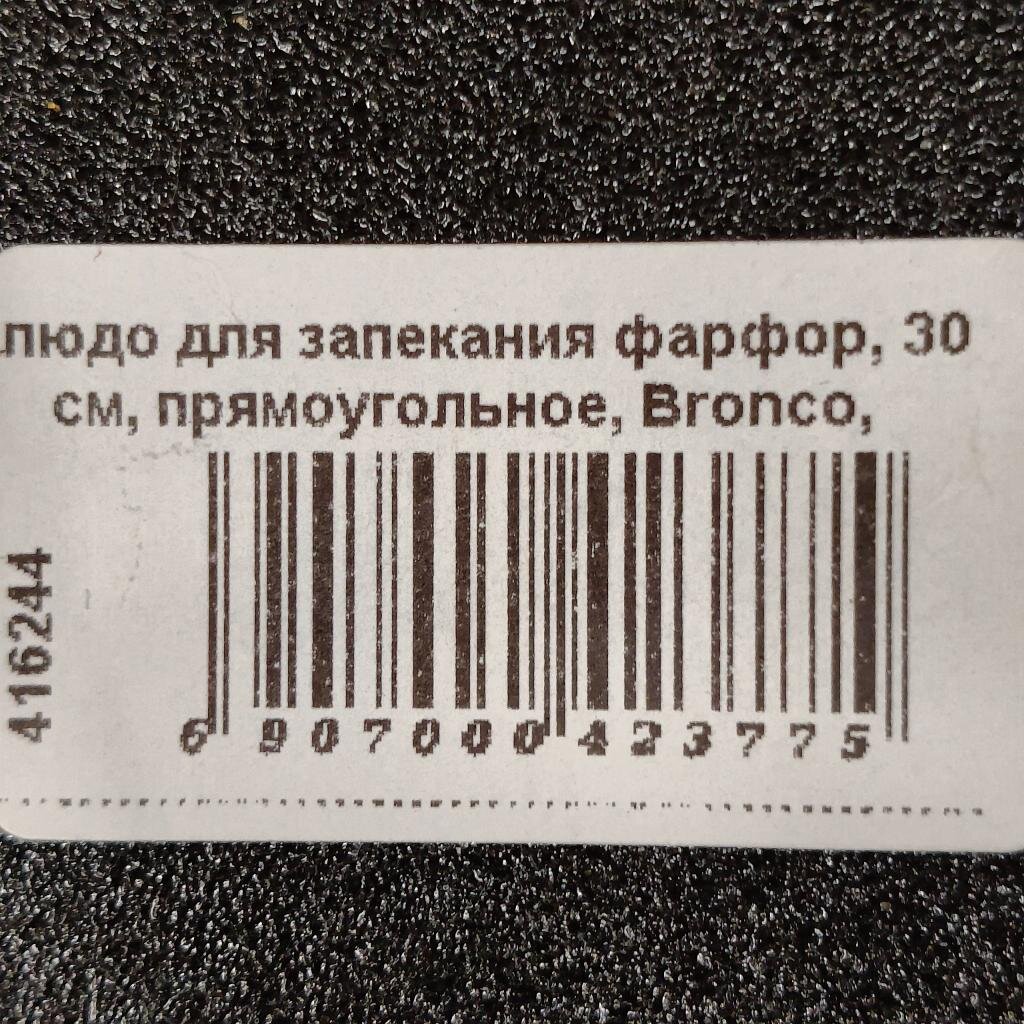 людо для запекания фарфор, 30
см, прямоугольное, Bronco,
416244
6 907000 423775